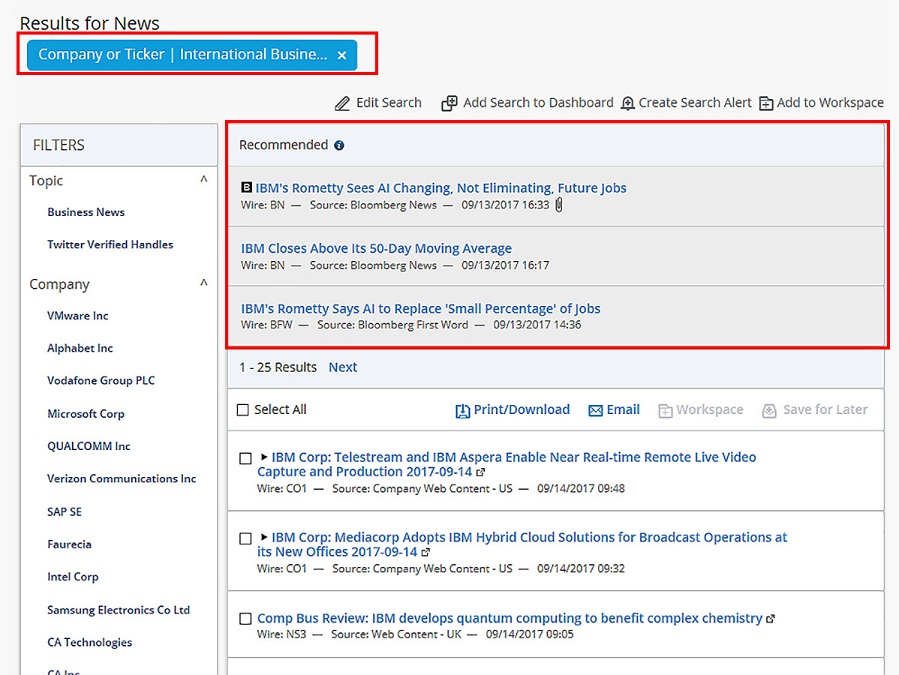 Results for News
Company or Ticker | International Busine... ×
Edit Search Add Search to Dashboard Create Search Alert Add to Workspace
FILTERS
Topic
Business News
Twitter Verified Handles
Company
VMware Inc
Alphabet Inc
Vodafone Group PLC
Microsoft Corp
QUALCOMM Inc
Verizon Communications Inc
SAP SE
Faurecia
Intel Corp
Samsung Electronics Co Ltd
CA Technologies
CA Inc
Recommended
B IBM's Rometty Sees AI Changing, Not Eliminating, Future Jobs
Wire: BN — Source: Bloomberg News — 09/13/2017 16:33
IBM Closes Above Its 50-Day Moving Average
Wire: BN — Source: Bloomberg News — 09/13/2017 16:17
IBM's Rometty Says AI to Replace 'Small Percentage' of Jobs
Wire: BFW — Source: Bloomberg First Word — 09/13/2017 14:36
1 - 25 Results Next
Select All Print/Download Email Workspace Save for Later
IBM Corp: Telestream and IBM Aspera Enable Near Real-time Remote Live Video
Capture and Production 2017-09-14
Wire: CO1 — Source: Company Web Content - US — 09/14/2017 09:48
IBM Corp: Mediacorp Adopts IBM Hybrid Cloud Solutions for Broadcast Operations at
its New Offices 2017-09-14
Wire: CO1 — Source: Company Web Content - US — 09/14/2017 09:32
Comp Bus Review: IBM develops quantum computing to benefit complex chemistry
Wire: NS3 — Source: Web Content - UK — 09/14/2017 09:05